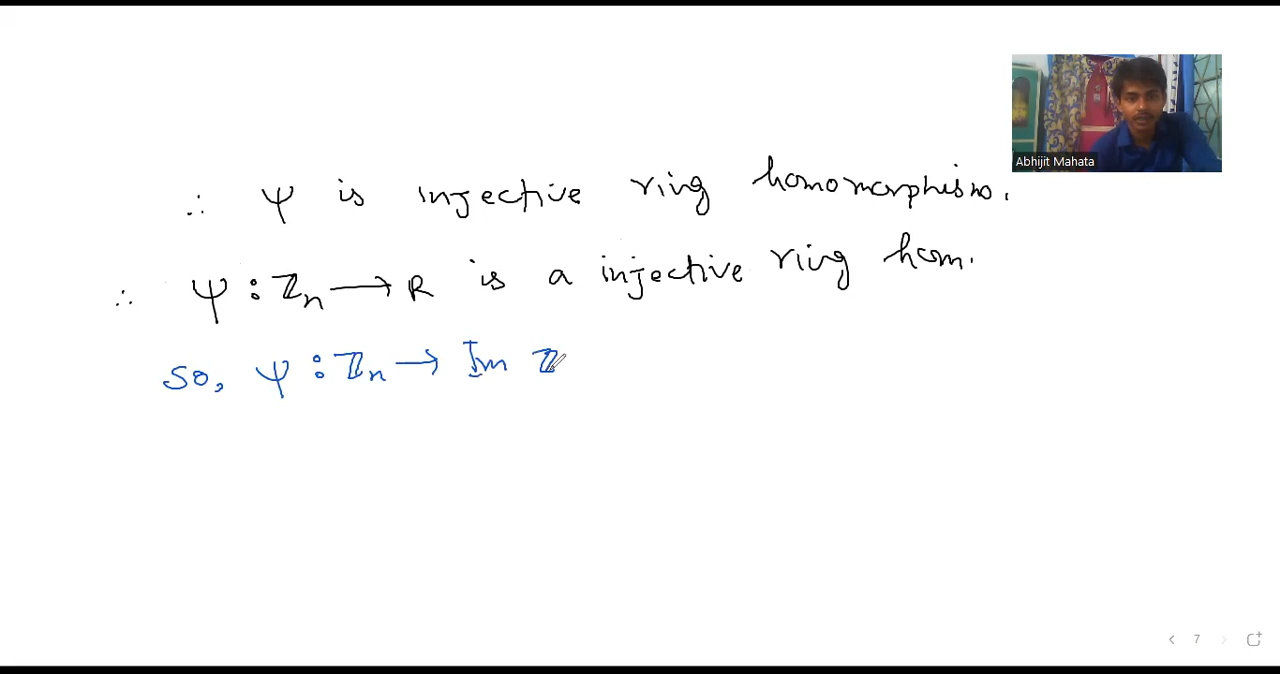 Abhijit Mahata
∴ ψ is injective ring homomorphism.
∴ ψ : ℤn ⟶ R is a injective ring hom.
So, ψ : ℤn → Im ℤ
7